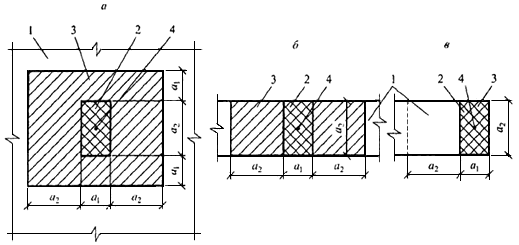 а
1 3 2 4
a₁
a₂
a₁
a₂ a₁ a₂
б
3 2 4 1
a₂
a₂ a₁ a₂
в
2 4 3
a₂
a₂ a₁